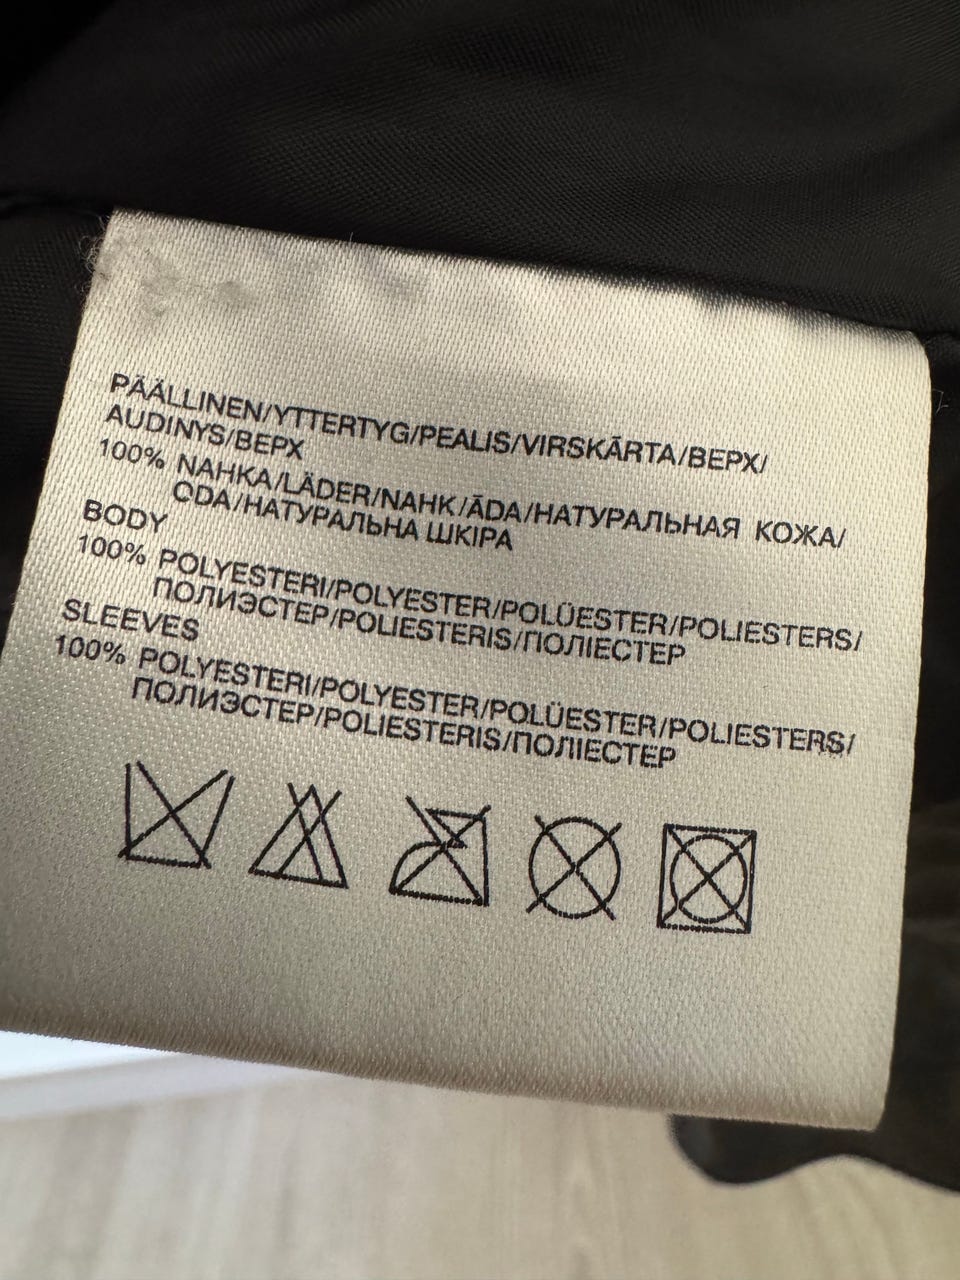 PÄÄLLINEN/YTTERTYG/PEALIS/VIRSKĀRTA/ВЕРХ/
AUDINYS/ВЕРХ
100% NAHKA/LÄDER/NAHK/ĀDA/НАТУРАЛЬНАЯ КОЖА/
ODA/НАТУРАЛЬНА ШКІРА
BODY
100% POLYESTERI/POLYESTER/POLÜESTER/POLIESTERS/
ПОЛИЭСТЕР/POLIESTERIS/ПОЛІЕСТЕР
SLEEVES
100% POLYESTERI/POLYESTER/POLÜESTER/POLIESTERS/
ПОЛИЭСТЕР/POLIESTERIS/ПОЛІЕСТЕР